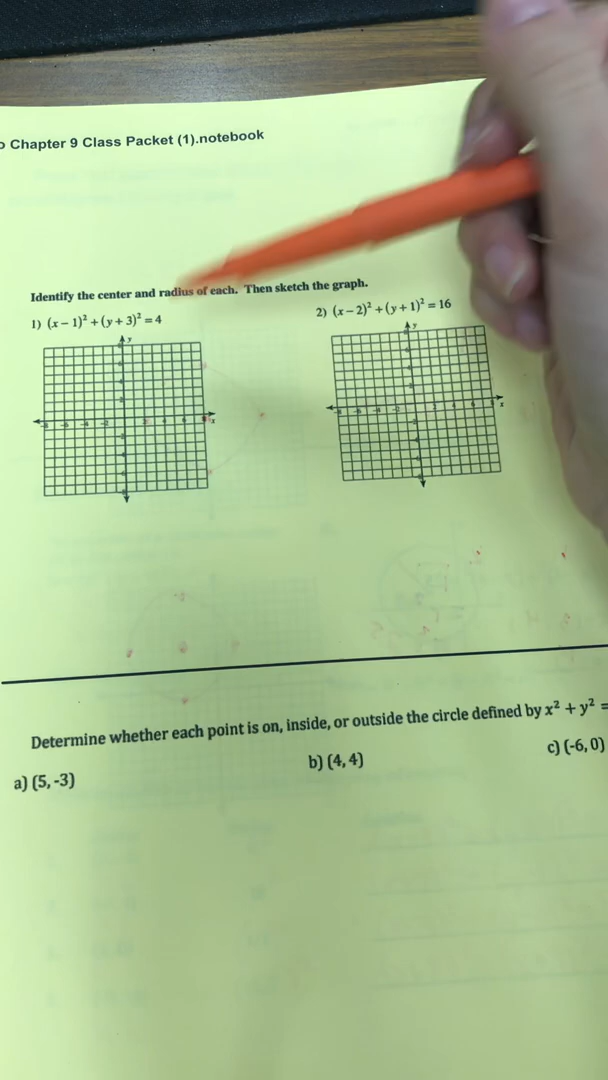 Chapter 9 Class Packet (1).notebook
Identify the center and radius of each. Then sketch the graph.
1) (x – 1)² + (y + 3)² = 4
2) (x – 2)² + (y + 1)² = 16
y
y
x
x
Determine whether each point is on, inside, or outside the circle defined by x² + y² =
a) (5, -3)
b) (4, 4)
c) (-6, 0)